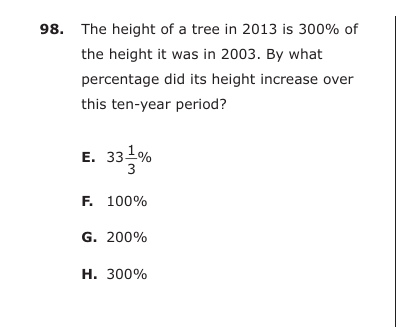 98. The height of a tree in 2013 is 300% of
the height it was in 2003. By what
percentage did its height increase over
this ten-year period?
E. 33 1/3%
F. 100%
G. 200%
H. 300%